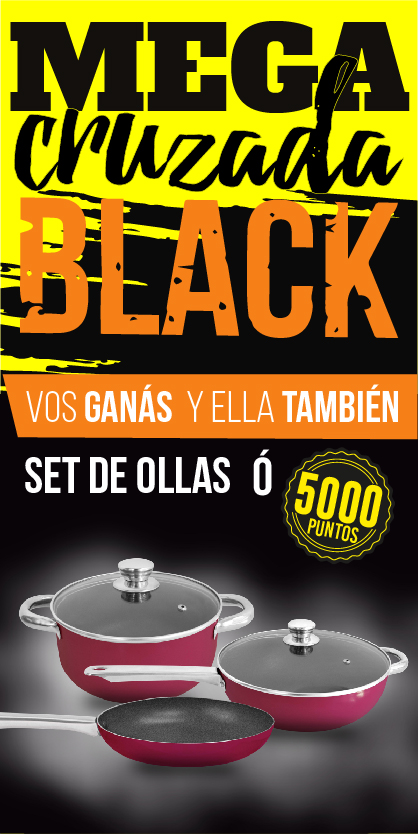 MEGA
cruzada
BLACK
VOS GANÁS Y ELLA TAMBIÉN
SET DE OLLAS Ó
5000
PUNTOS